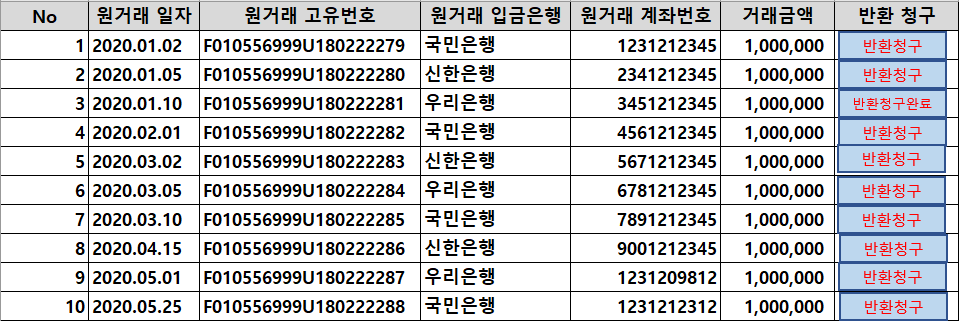 No 원거래 일자 원거래 고유번호 원거래 입금은행 원거래 계좌번호 거래금액 반환 청구
1 2020.01.02 F010556999U180222279 국민은행 1231212345 1,000,000 반환청구
2 2020.01.05 F010556999U180222280 신한은행 2341212345 1,000,000 반환청구
3 2020.01.10 F010556999U180222281 우리은행 3451212345 1,000,000 반환청구완료
4 2020.02.01 F010556999U180222282 국민은행 4561212345 1,000,000 반환청구
5 2020.03.02 F010556999U180222283 신한은행 5671212345 1,000,000 반환청구
6 2020.03.05 F010556999U180222284 우리은행 6781212345 1,000,000 반환청구
7 2020.03.10 F010556999U180222285 국민은행 7891212345 1,000,000 반환청구
8 2020.04.15 F010556999U180222286 신한은행 9001212345 1,000,000 반환청구
9 2020.05.01 F010556999U180222287 우리은행 1231209812 1,000,000 반환청구
10 2020.05.25 F010556999U180222288 국민은행 1231212312 1,000,000 반환청구